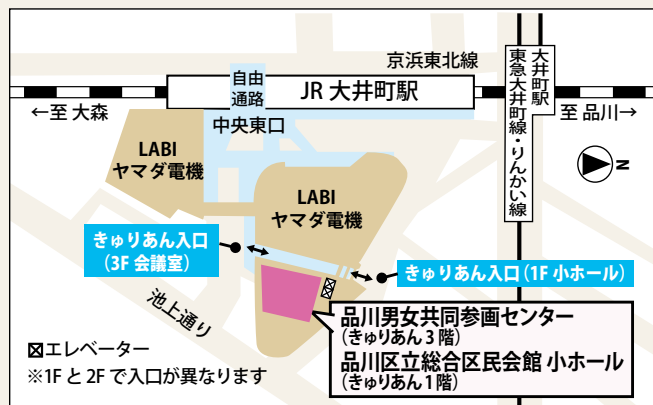 京浜東北線
自由
通路
JR 大井町駅
←至 大森
至 品川→
中央東口
大井町駅
東急大井町線・りんかい線
N
LABI
ヤマダ電機
LABI
ヤマダ電機
きゅりあん入口
(3F 会議室)
きゅりあん入口(1F 小ホール)
池上通り
品川男女共同参画センター
(きゅりあん 3 階)
品川区立総合区民会館 小ホール
(きゅりあん 1 階)
エレベーター
※1F と 2F で入口が異なります